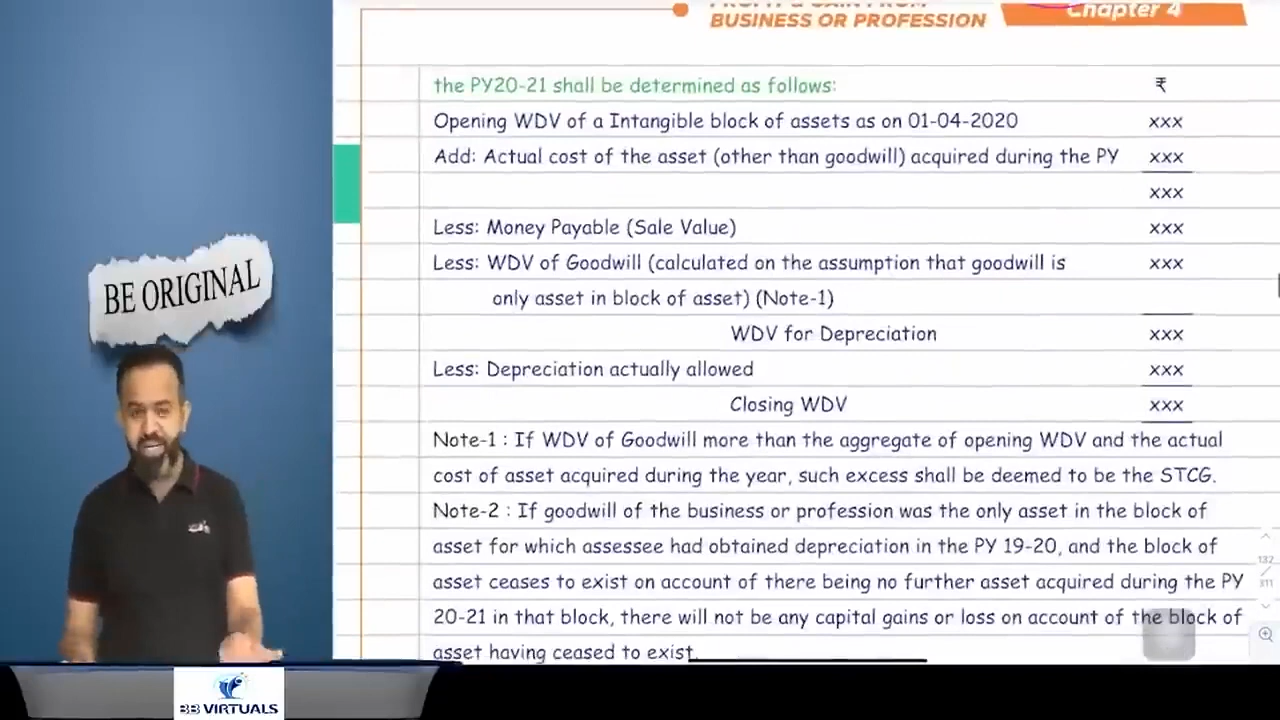 BUSINESS OR PROFESSION
Chapter 4
the PY20-21 shall be determined as follows:
₹
Opening WDV of a Intangible block of assets as on 01-04-2020
xxx
Add: Actual cost of the asset (other than goodwill) acquired during the PY
xxx
xxx
Less: Money Payable (Sale Value)
xxx
Less: WDV of Goodwill (calculated on the assumption that goodwill is
xxx
only asset in block of asset) (Note-1)
WDV for Depreciation
xxx
Less: Depreciation actually allowed
xxx
Closing WDV
xxx
Note-1 : If WDV of Goodwill more than the aggregate of opening WDV and the actual
cost of asset acquired during the year, such excess shall be deemed to be the STCG.
Note-2 : If goodwill of the business or profession was the only asset in the block of
asset for which assessee had obtained depreciation in the PY 19-20, and the block of
asset ceases to exist on account of there being no further asset acquired during the PY
20-21 in that block, there will not be any capital gains or loss on account of the block of
asset having ceased to exist.
132
311
BE ORIGINAL
BB VIRTUALS